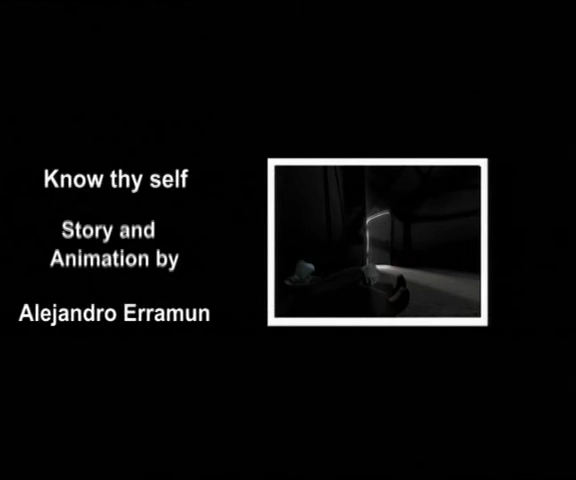 Know thy self
Story and
Animation by
Alejandro Erramun